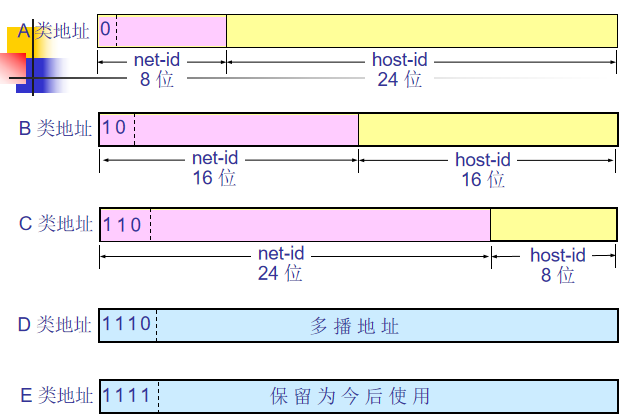 A 类地址 0
net-id host-id
8 位 24 位
B 类地址 10
net-id host-id
16 位 16 位
C 类地址 110
net-id host-id
24 位 8 位
D 类地址 1110 多播地址
E 类地址 1111 保留为今后使用